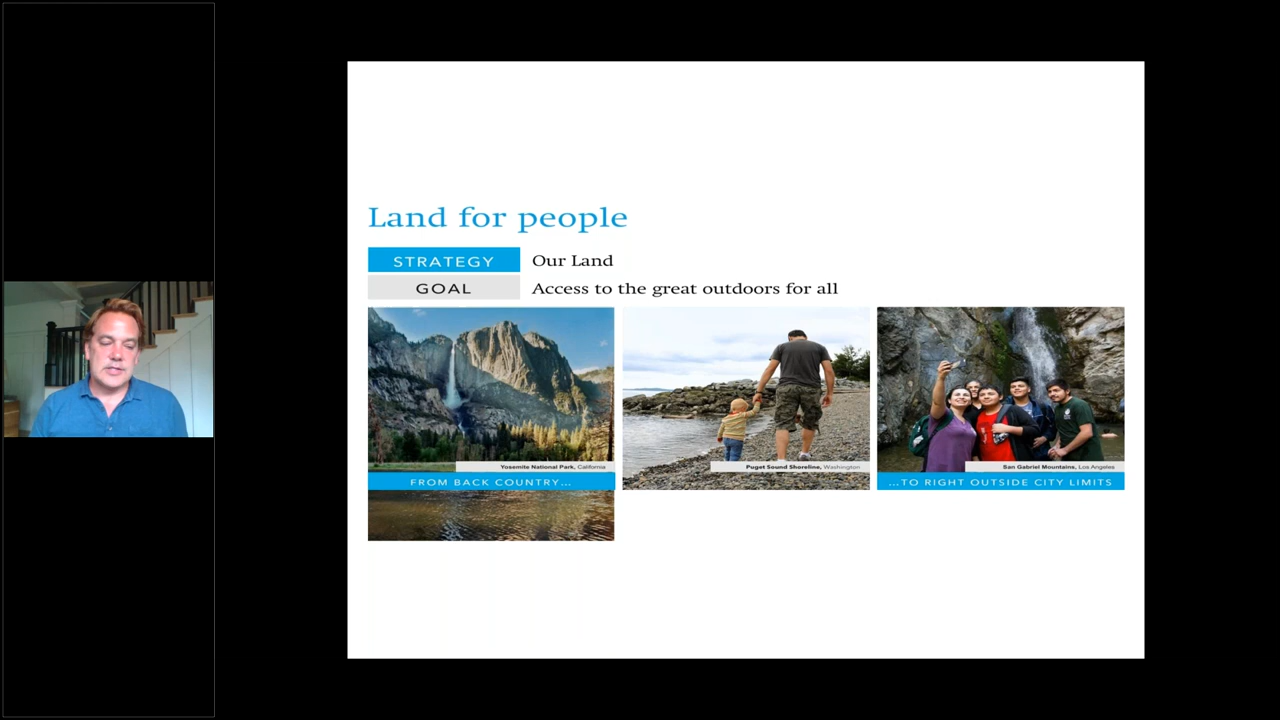 Land for people
STRATEGY
Our Land
GOAL
Access to the great outdoors for all
Yosemite National Park, California
FROM BACK COUNTRY...
Puget Sound Shoreline, Washington
San Gabriel Mountains, Los Angeles
...TO RIGHT OUTSIDE CITY LIMITS